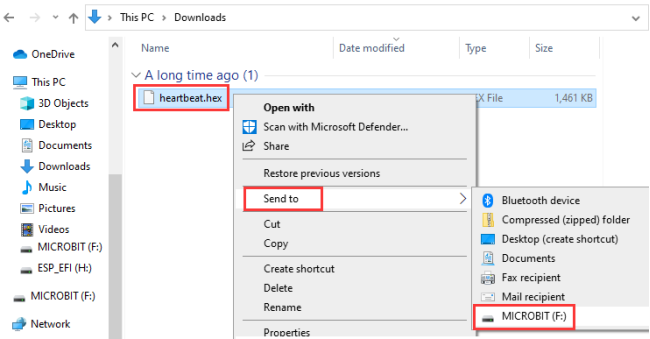 This PC > Downloads
Name Date modified Type Size
OneDrive
A long time ago (1)
This PC
heartbeat.hex X File 1,461 KB
3D Objects
Desktop
Documents
Downloads
Music
Pictures
Videos
MICROBIT (F:)
ESP_EFI (H:)
MICROBIT (F:)
Network
Open with
Scan with Microsoft Defender...
Share
Restore previous versions
Send to
Cut
Copy
Create shortcut
Delete
Rename
Properties
Bluetooth device
Compressed (zipped) folder
Desktop (create shortcut)
Documents
Fax recipient
Mail recipient
MICROBIT (F:)